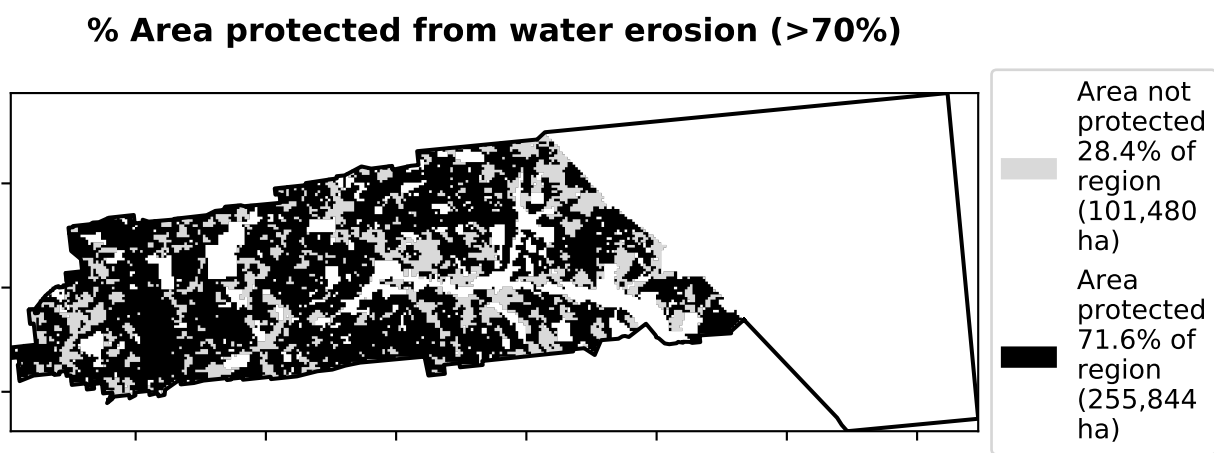 % Area protected from water erosion (>70%)
Area not
protected
28.4% of
region
(101,480
ha)
Area
protected
71.6% of
region
(255,844
ha)